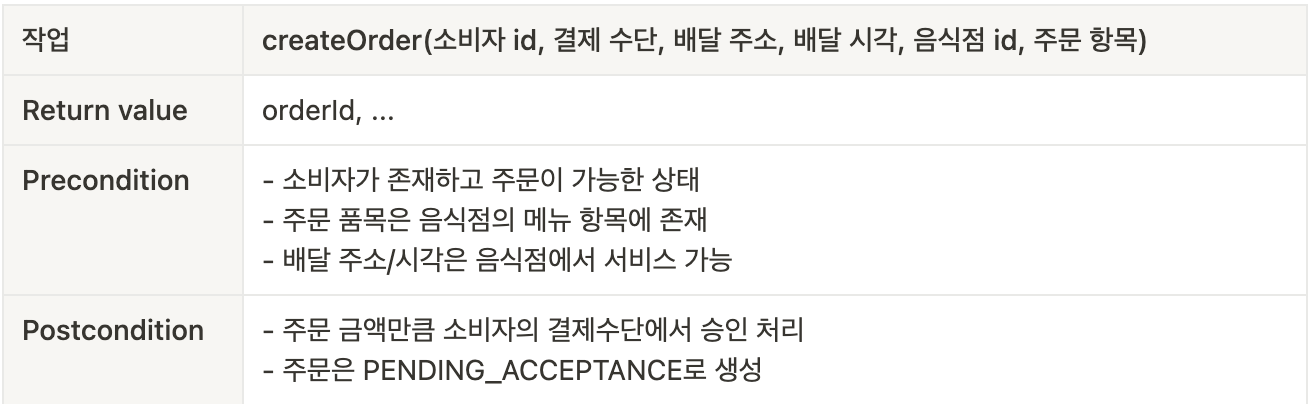 작업
createOrder(소비자 id, 결제 수단, 배달 주소, 배달 시각, 음식점 id, 주문 항목)
Return value
orderId, ...
Precondition
- 소비자가 존재하고 주문이 가능한 상태
- 주문 품목은 음식점의 메뉴 항목에 존재
- 배달 주소/시각은 음식점에서 서비스 가능
Postcondition
- 주문 금액만큼 소비자의 결제수단에서 승인 처리
- 주문은 PENDING_ACCEPTANCE로 생성